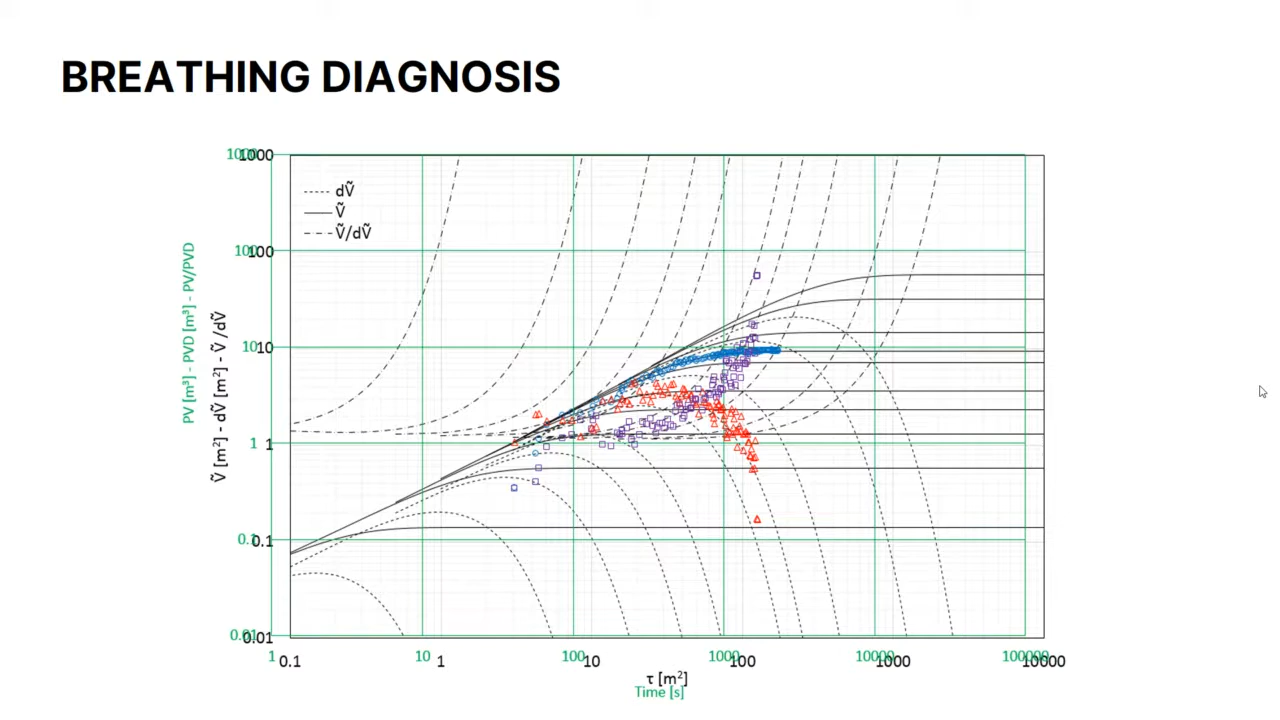 BREATHING DIAGNOSIS
1000
1000
dṼ
Ṽ
Ṽ/dṼ
100
100
10
10
1
1
0.1
0.1
0.01
0.01
PV [m³] - PVD [m³] - PV/PVD
Ṽ [m²] - dṼ [m²] - Ṽ /dṼ
1 10 100 1000 10000 100000
0.1 1 10 100 1000 10000
τ [m²]
Time [s]